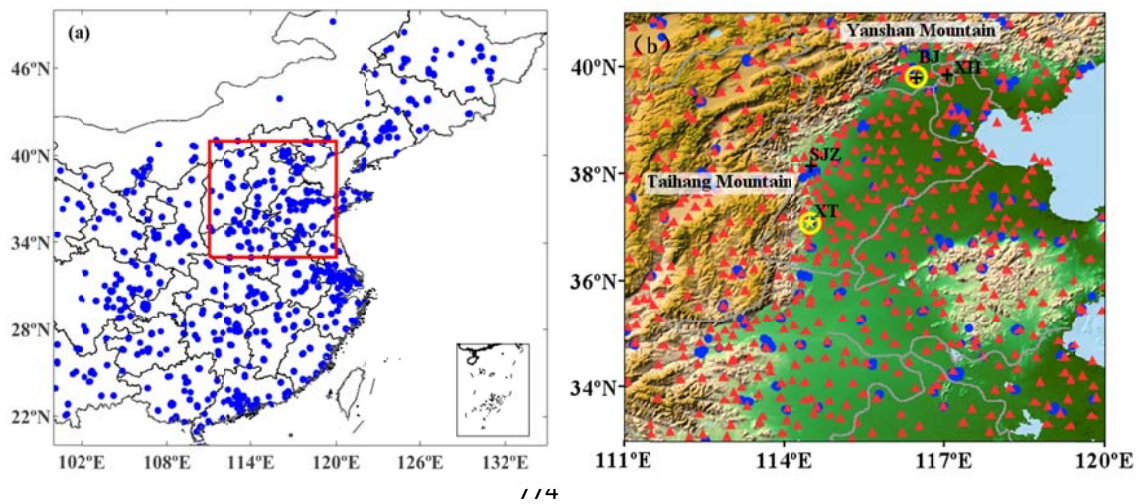 (a)
46°N
40°N
34°N
28°N
22°N
102°E 108°E 114°E 120°E 126°E 132°E
(b)
Yanshan Mountain
40°N
BJ
XH
SJZ
38°N
Taihang Mountain
XT
36°N
34°N
111°E 114°E 117°E 120°E